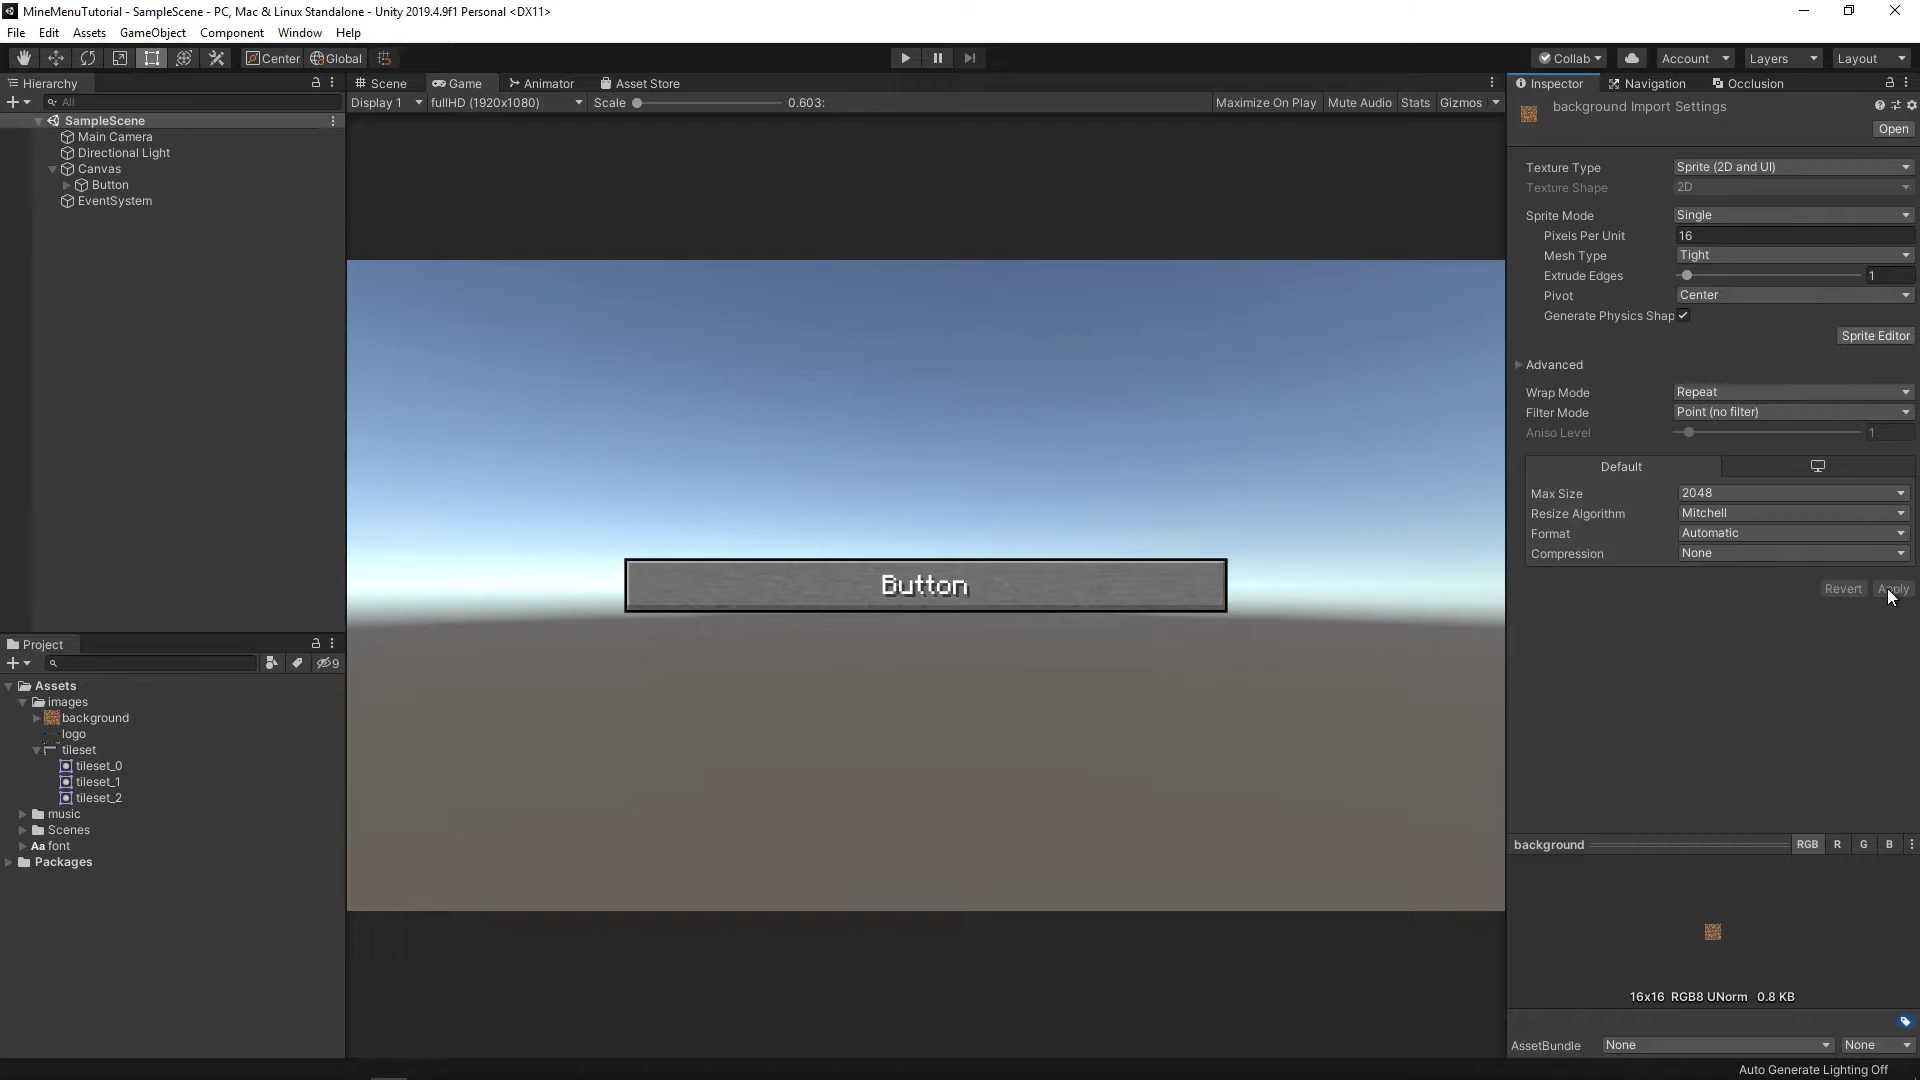 MineMenuTutorial - SampleScene - PC, Mac & Linux Standalone - Unity 2019.4.9f1 Personal <DX11>
File Edit Assets GameObject Component Window Help
Center Global
Collab Account Layers Layout
Hierarchy
All
SampleScene
Main Camera
Directional Light
Canvas
Button
EventSystem
Scene Game Animator Asset Store
Display 1 fullHD (1920x1080) Scale 0.603: Maximize On Play Mute Audio Stats Gizmos
Button
Inspector Navigation Occlusion
background Import Settings
Open
Texture Type Sprite (2D and UI)
Texture Shape 2D
Sprite Mode Single
Pixels Per Unit 16
Mesh Type Tight
Extrude Edges 1
Pivot Center
Generate Physics Shap
Sprite Editor
Advanced
Wrap Mode Repeat
Filter Mode Point (no filter)
Aniso Level 1
Default
Max Size 2048
Resize Algorithm Mitchell
Format Automatic
Compression None
Revert Apply
Project
9
Assets
images
background
logo
tileset
tileset_0
tileset_1
tileset_2
music
Scenes
Aa font
Packages
background RGB R G B
16x16 RGB8 UNorm 0.8 KB
AssetBundle None None
Auto Generate Lighting Off